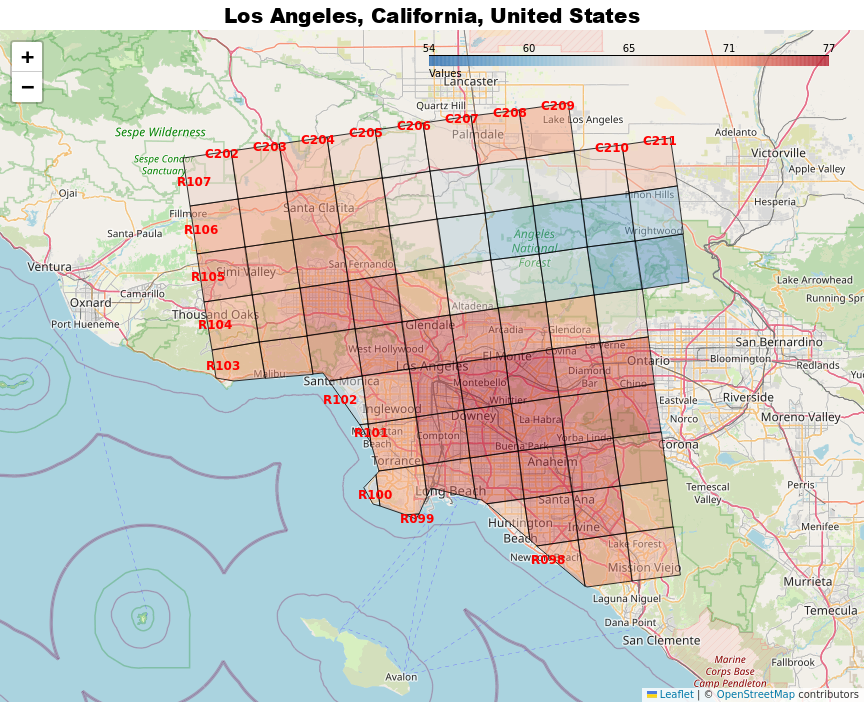 Los Angeles, California, United States
+
−
54 60 65 71 77
Values
Lancaster
Quartz Hill
C209
C208
Lake Los Angeles
C207
C206
Palmdale
C205
Sespe Wilderness
Adelanto
C204
C203
C210
C211
C202
Victorville
Sespe Condor
Sanctuary
Apple Valley
R107
Ojai
Pinon Hills
Hesperia
Santa Clarita
Fillmore
R106
Santa Paula
Wrightwood
Angeles
National
Forest
Ventura
San Fernando
Simi Valley
R105
Lake Arrowhead
Camarillo
Oxnard
Running Spr
Altadena
Thousand Oaks
Port Hueneme
R104
Glendale
Arcadia
Glendora
San Bernardino
La Verne
West Hollywood
El Monte
Covina
Ontario
Bloomington
R103
Los Angeles
Redlands
Yuc
Malibu
Santa Monica
Diamond
Bar
Montebello
Chino
Riverside
R102
Whittier
Eastvale
Inglewood
Downey
La Habra
Norco
Moreno Valley
R101
Manhattan
Beach
Compton
Buena Park
Yorba Linda
Corona
Torrance
Anaheim
Temescal
Valley
Perris
R100
Long Beach
Santa Ana
R099
Huntington
Beach
Irvine
Menifee
Lake Forest
Newport Beach
R098
Mission Viejo
Murrieta
Laguna Niguel
Temecula
Dana Point
San Clemente
Marine
Corps Base
Camp Pendleton
Fallbrook
Avalon
Leaflet | © OpenStreetMap contributors